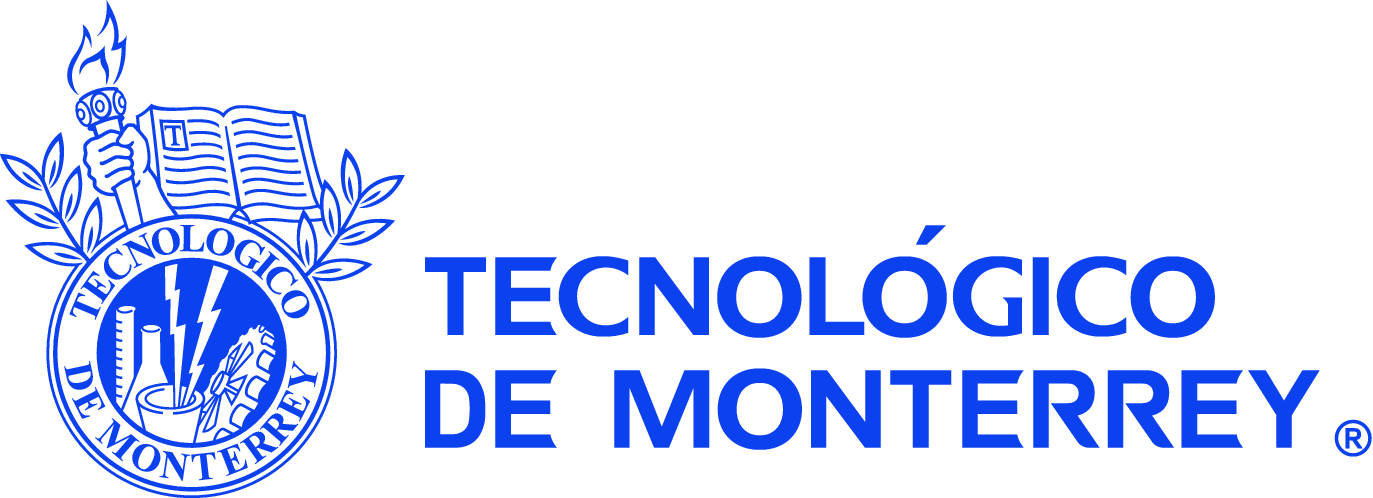 T
TECNOLOGICO
DE MONTERREY
TECNOLÓGICO
DE MONTERREY®